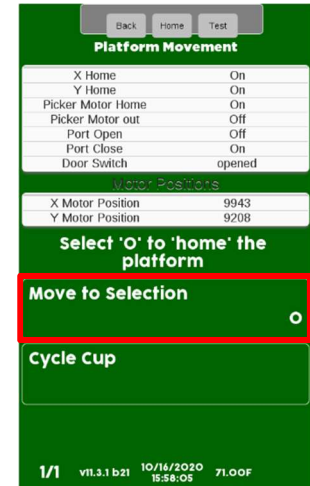 Back Home Test
Platform Movement
X Home On
Y Home On
Picker Motor Home On
Picker Motor out Off
Port Open Off
Port Close On
Door Switch opened
Motor Positions
X Motor Position 9943
Y Motor Position 9208
Select 'O' to 'home' the
platform
Move to Selection
O
Cycle Cup
1/1 v11.3.1 b21 10/16/2020 15:58:05 71.00F